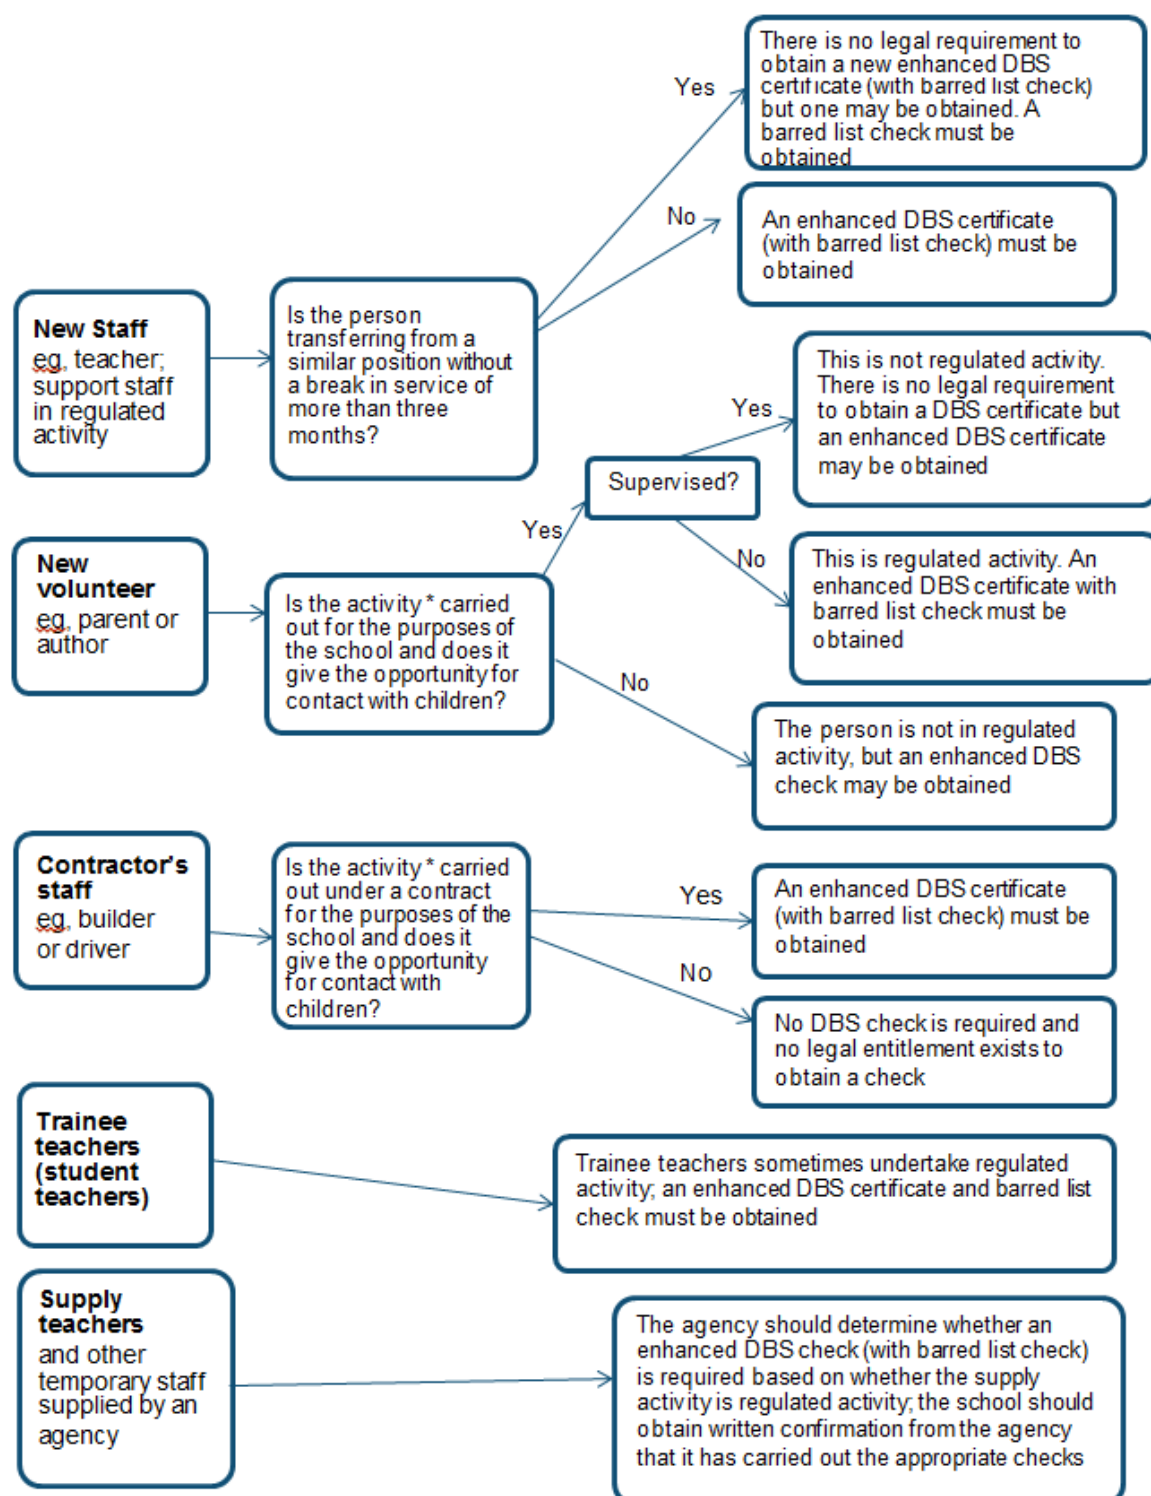 There is no legal requirement to
obtain a new enhanced DBS
certificate (with barred list check)
but one may be obtained. A
barred list check must be
obtained
Yes
No
An enhanced DBS certificate
(with barred list check) must be
obtained
New Staff
eg, teacher;
support staff
in regulated
activity
Is the person
transferring from a
similar position without
a break in service of
more than three
months?
This is not regulated activity.
There is no legal requirement
to obtain a DBS certificate but
an enhanced DBS certificate
may be obtained
Yes
Supervised?
Yes
No
This is regulated activity. An
enhanced DBS certificate with
barred list check must be
obtained
New
volunteer
eg, parent or
author
Is the activity * carried
out for the purposes of
the school and does it
give the opportunity for
contact with children?
No
The person is not in regulated
activity, but an enhanced DBS
check may be obtained
Contractor's
staff
eg, builder
or driver
Is the activity * carried
out under a contract
for the purposes of the
school and does it
give the opportunity
for contact with
children?
Yes
An enhanced DBS certificate
(with barred list check) must be
obtained
No
No DBS check is required and
no legal entitlement exists to
obtain a check
Trainee
teachers
(student
teachers)
Trainee teachers sometimes undertake regulated
activity; an enhanced DBS certificate and barred list
check must be obtained
Supply
teachers
and other
temporary staff
supplied by an
agency
The agency should determine whether an
enhanced DBS check (with barred list check)
is required based on whether the supply
activity is regulated activity; the school should
obtain written confirmation from the agency
that it has carried out the appropriate checks